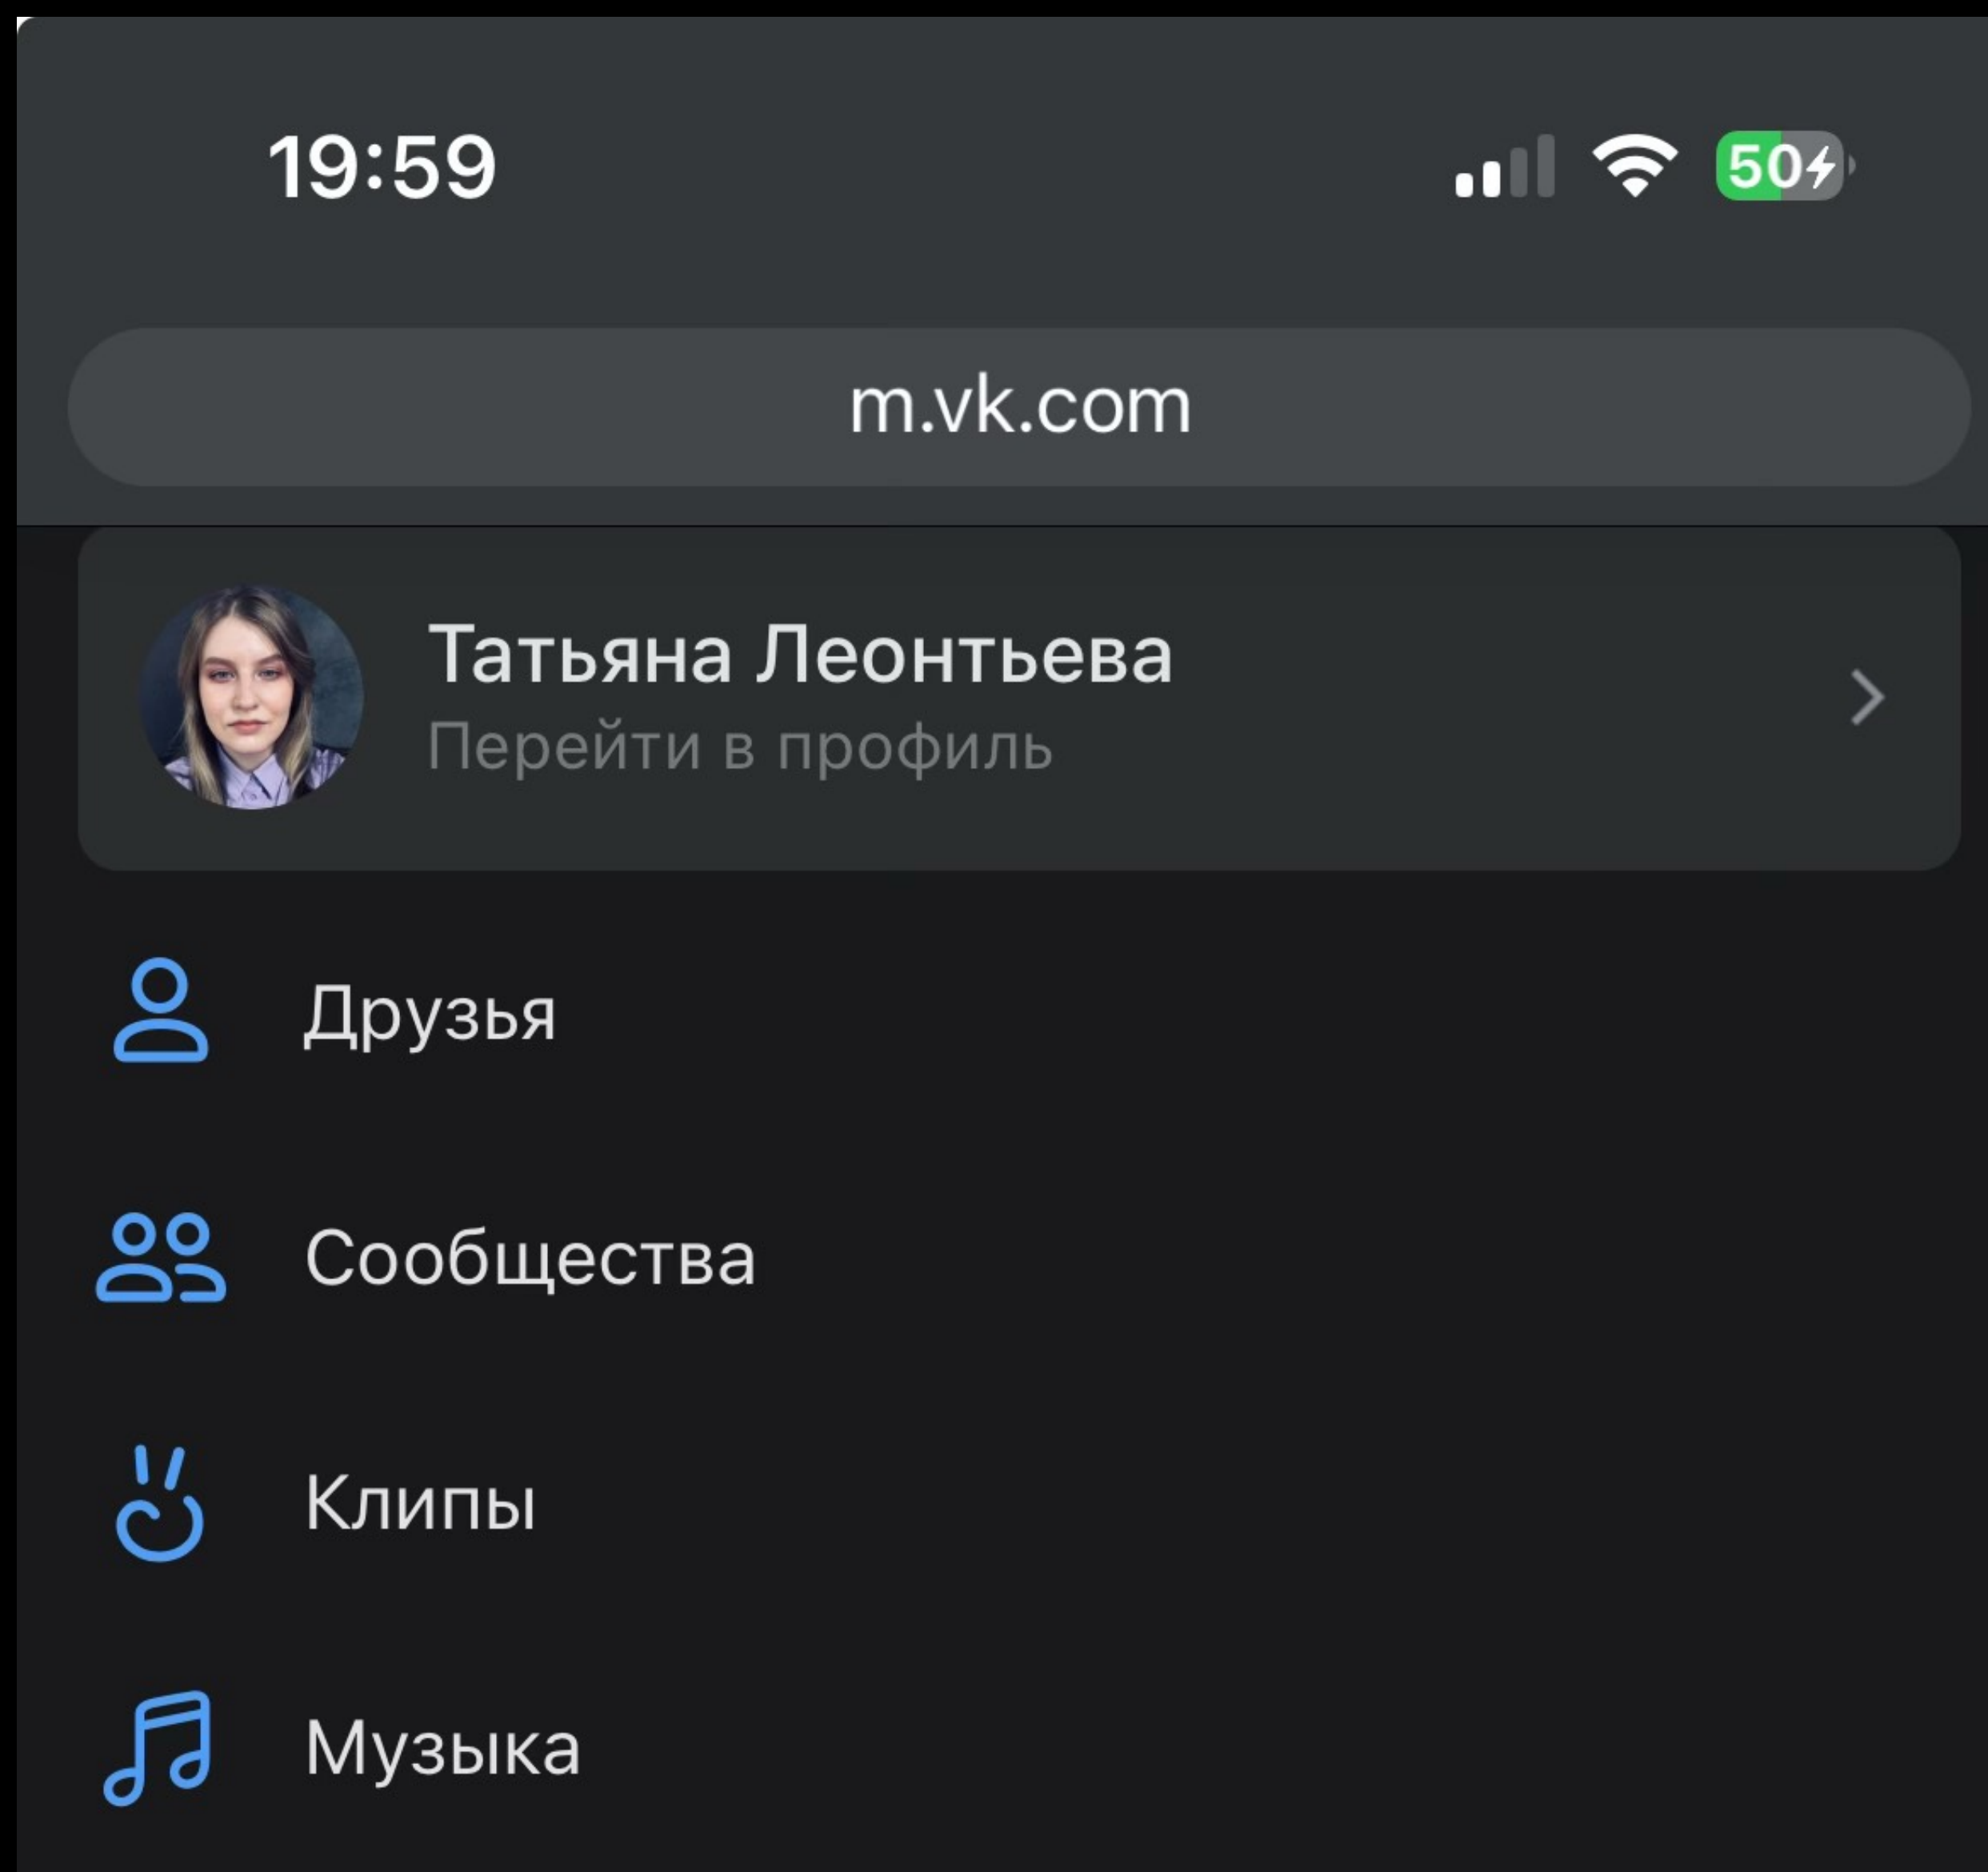 19:59
50
m.vk.com
Татьяна Леонтьева
Перейти в профиль
Друзья
Сообщества
Клипы
Музыка